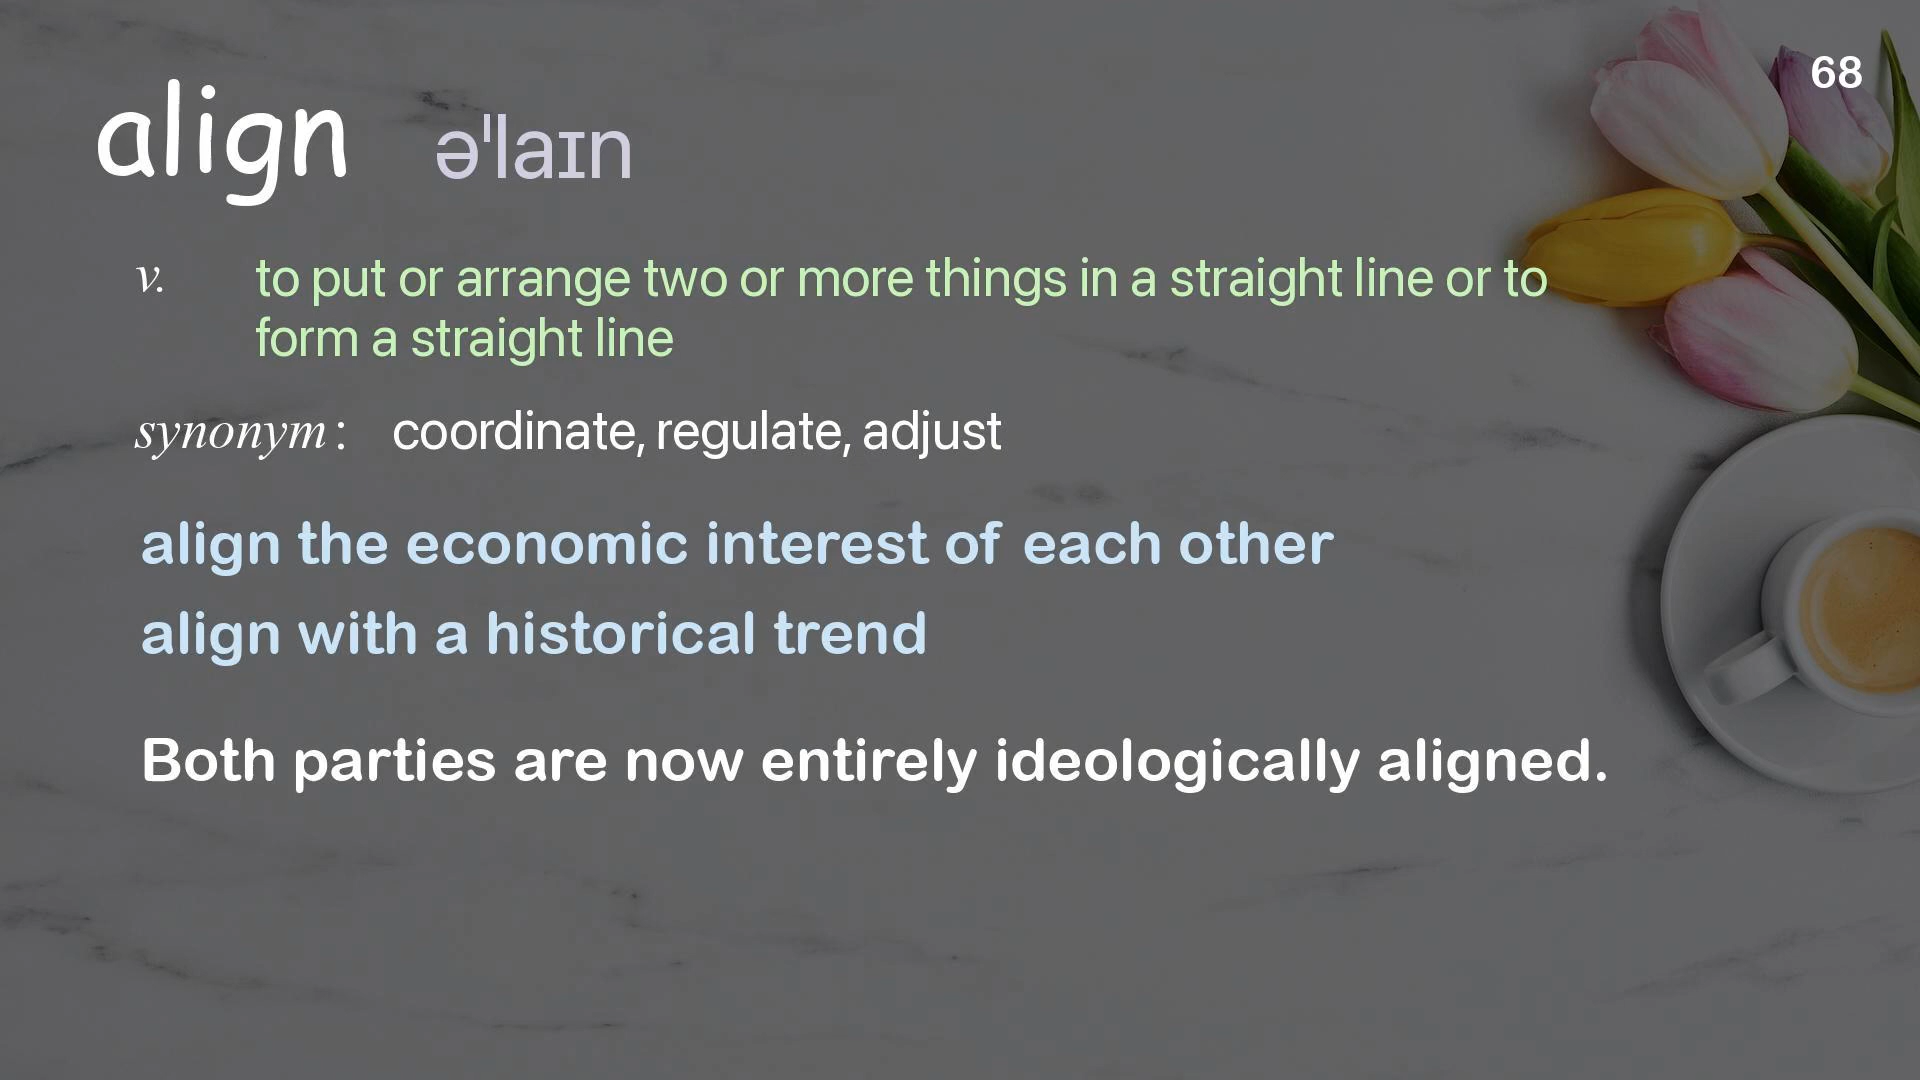 68
align əˈlaɪn
v. to put or arrange two or more things in a straight line or to
form a straight line
synonym: coordinate, regulate, adjust
align the economic interest of each other
align with a historical trend
Both parties are now entirely ideologically aligned.